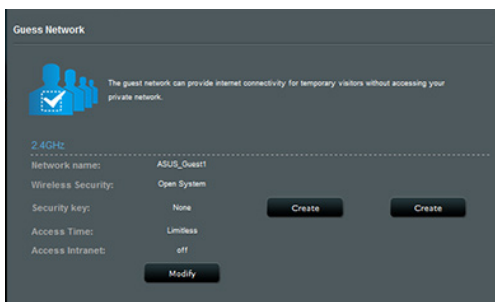 Guess Network
The guest network can provide internet connectivity for temporary visitors without accessing your
private network.
2.4GHz
Network name: ASUS_Guest1
Wireless Security: Open System
Security key: None Create Create
Access Time: Limitless
Access Intranet: off
Modify